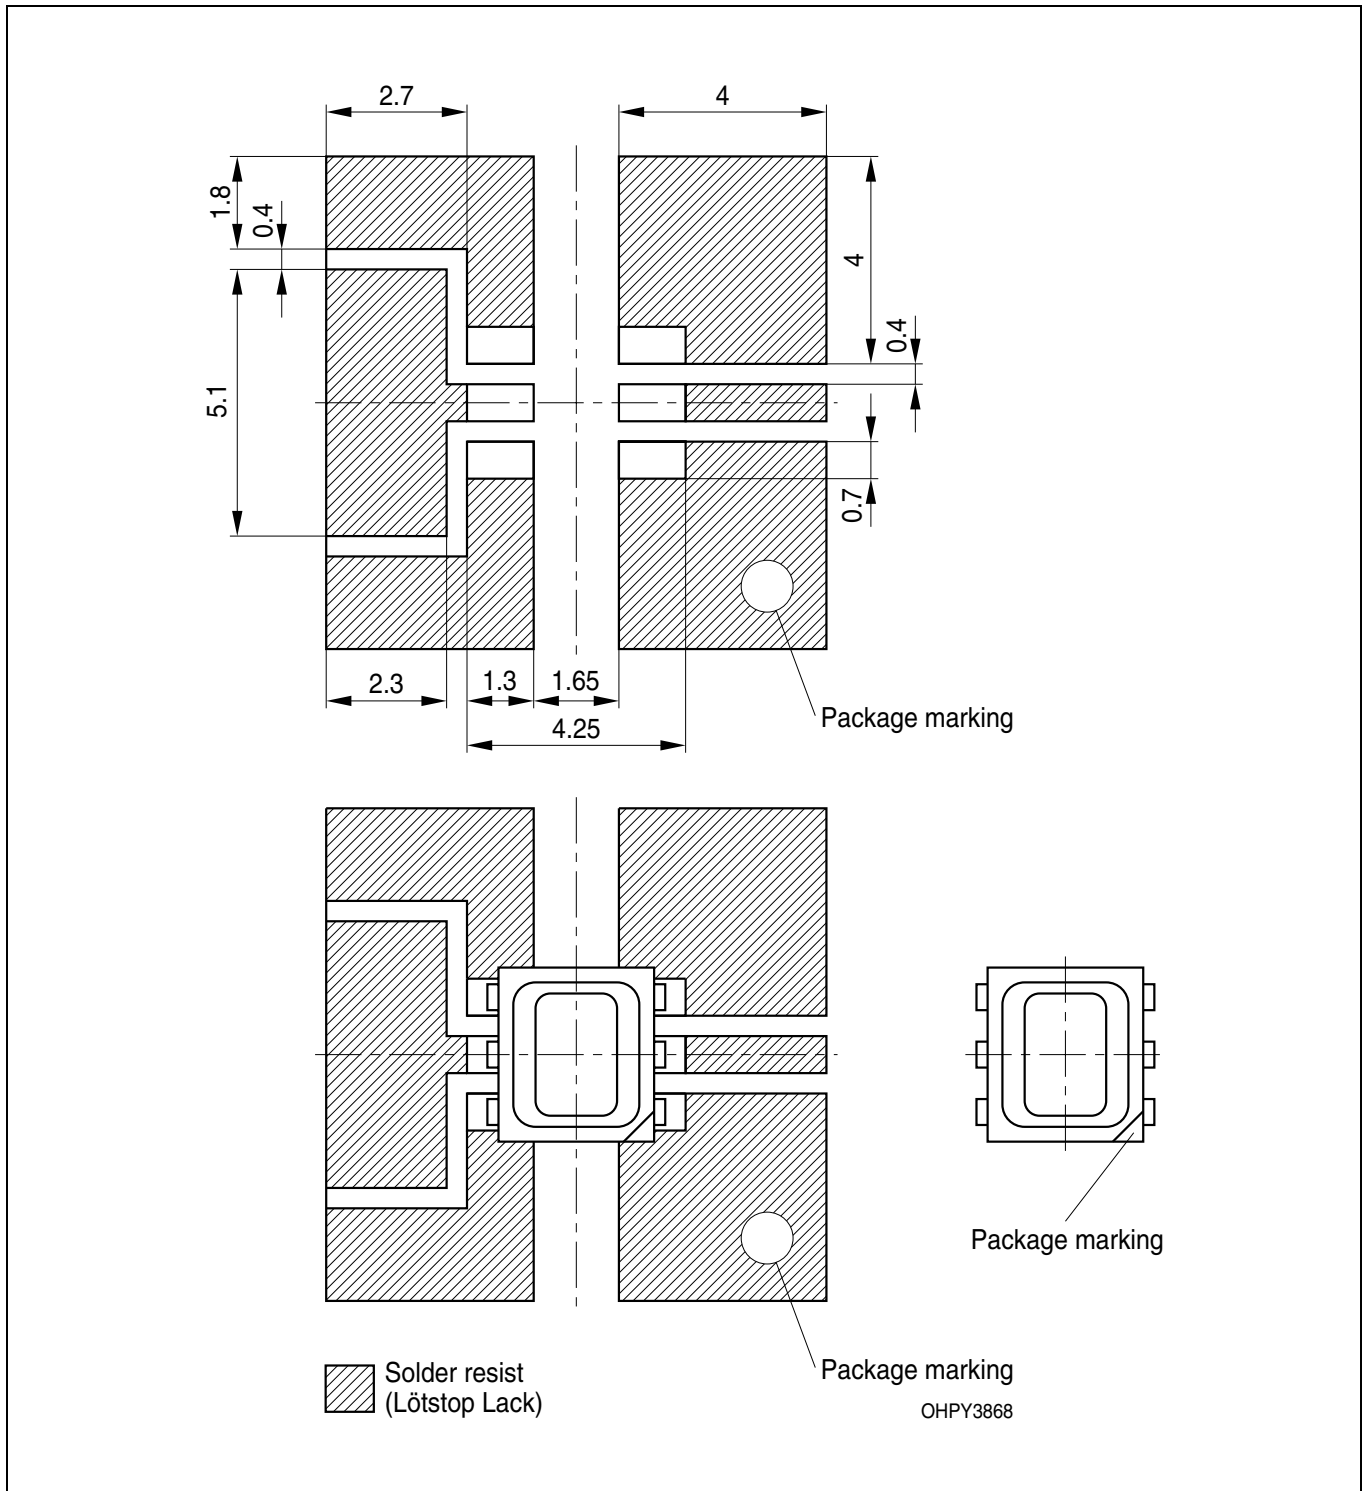 2.7
4
1.8
0.4
4
0.4
5.1
0.7
2.3
1.3
1.65
4.25
Package marking
Package marking
Package marking
Solder resist
(Lötstop Lack)
OHPY3868